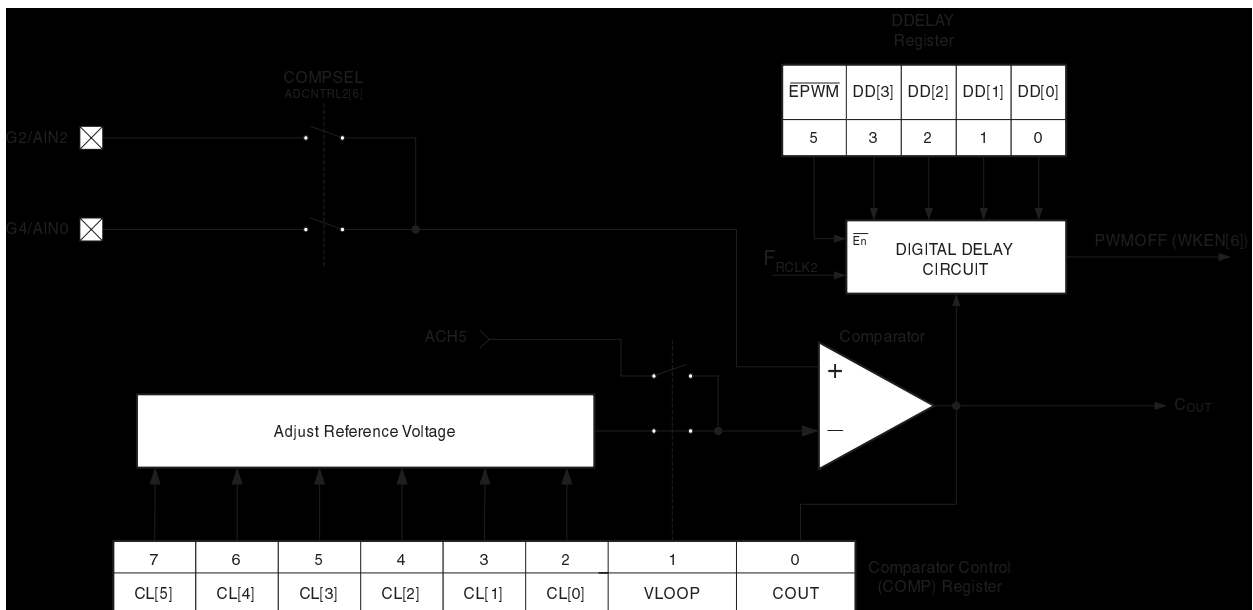 DDELAY
Register
COMPSEL
ADCNTRL2[6]
EPWM DD[3] DD[2] DD[1] DD[0]
5 3 2 1 0
G2/AIN2
G4/AIN0
En
DIGITAL DELAY
CIRCUIT
PWMOFF (WKEN[6])
FRCLK2
ACH5
Comparator
+
Adjust Reference Voltage
—
COUT
7 6 5 4 3 2 1 0
CL[5] CL[4] CL[3] CL[2] CL[1] CL[0] VLOOP COUT
Comparator Control
(COMP) Register